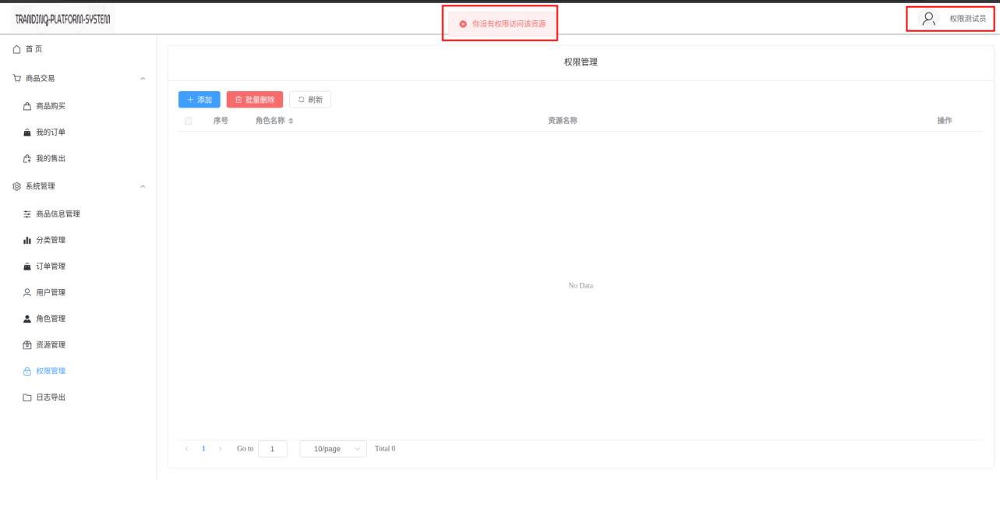 TRANDINQ-PLATFORM-SYSTEM
你没有权限访问该资源
权限测试员
首页
商品交易
商品购买
我的订单
我的售出
系统管理
商品信息管理
分类管理
订单管理
用户管理
角色管理
资源管理
权限管理
日志导出
权限管理
添加 批量删除 刷新
序号 角色名称 资源名称 操作
No Data
1 Go to 1 10/page Total 0